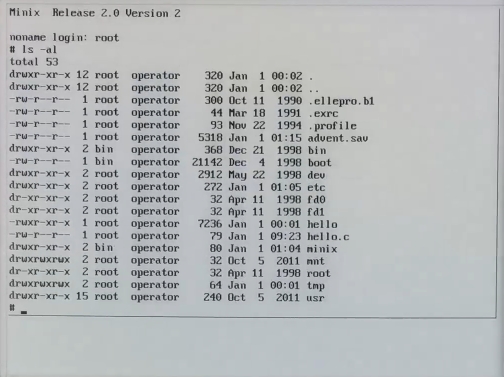 Minix  Release 2.0 Version 2

noname login: root
# ls -al
total 53
drwxr-xr-x 12 root  operator    320 Jan  1 00:02 .
drwxr-xr-x 12 root  operator    320 Jan  1 00:02 ..
-rw-r--r--  1 root  operator    300 Oct 11  1990 .ellepro.b1
-rw-r--r--  1 root  operator     44 Mar 18  1991 .exrc
-rw-r--r--  1 root  operator     93 Nov 22  1994 .profile
-rw-r--r--  1 root  operator   5318 Jan  1 01:15 advent.sav
drwxr-xr-x  2 bin   operator    368 Dec 21  1998 bin
-rw-r--r--  1 bin   operator  21142 Dec  4  1998 boot
drwxr-xr-x  2 root  operator   2912 May 22  1998 dev
drwxr-xr-x  2 root  operator    272 Jan  1 01:05 etc
dr-xr-xr-x  2 root  operator     32 Apr 11  1998 fd0
dr-xr-xr-x  2 root  operator     32 Apr 11  1998 fd1
-rwxr-xr-x  1 root  operator   7236 Jan  1 00:01 hello
-rw-r--r--  1 root  operator     79 Jan  1 09:23 hello.c
drwxr-xr-x  2 bin   operator     80 Jan  1 01:04 minix
drwxrwxrwx  2 root  operator     32 Oct  5  2011 mnt
dr-xr-xr-x  2 root  operator     32 Apr 11  1998 root
drwxrwxrwx  2 root  operator     64 Jan  1 00:01 tmp
drwxr-xr-x 15 root  operator    240 Oct  5  2011 usr
# _